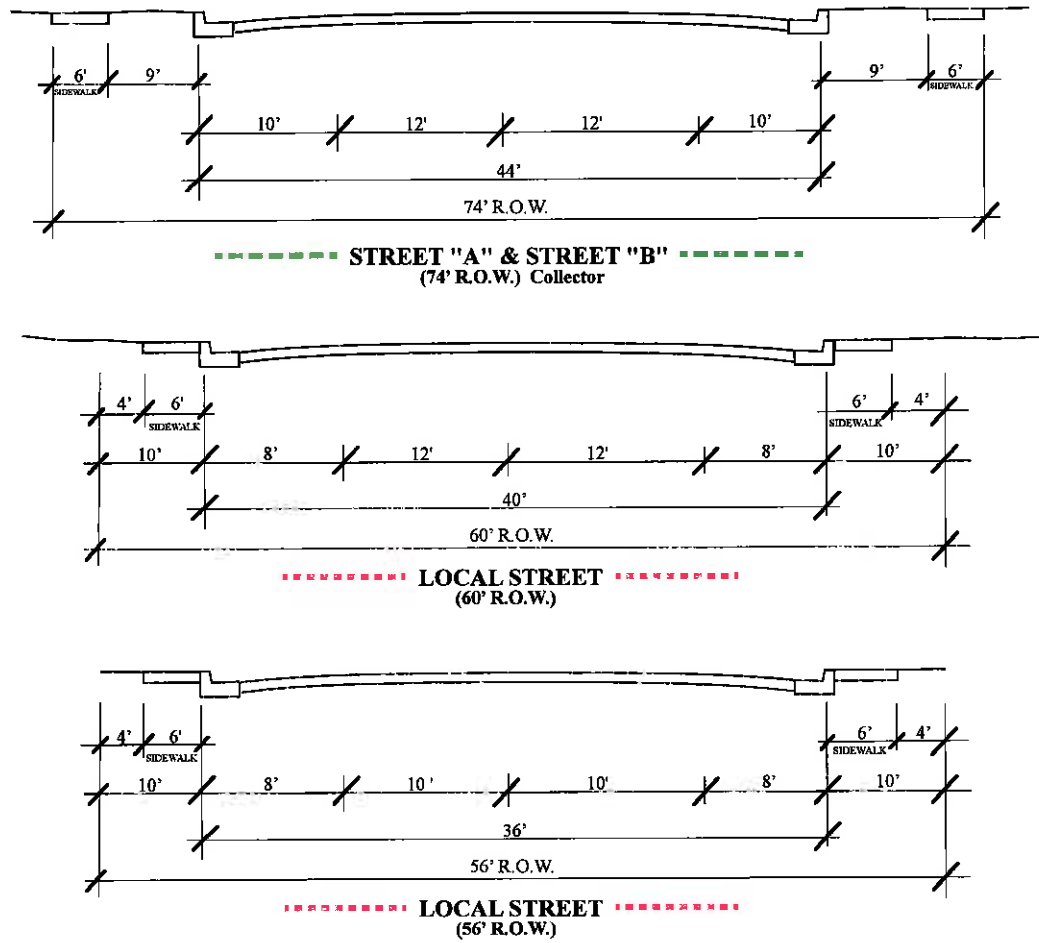 6' 9' 9' 6'
SIDEWALK SIDEWALK
10' 12' 12' 10'
44'
74' R.O.W.
STREET "A" & STREET "B"
(74' R.O.W.) Collector
4' 6' 6' 4'
SIDEWALK SIDEWALK
10' 8' 12' 12' 8' 10'
40'
60' R.O.W.
LOCAL STREET
(60' R.O.W.)
4' 6' 6' 4'
SIDEWALK SIDEWALK
10' 8' 10' 10' 8' 10'
36'
56' R.O.W.
LOCAL STREET
(56' R.O.W.)